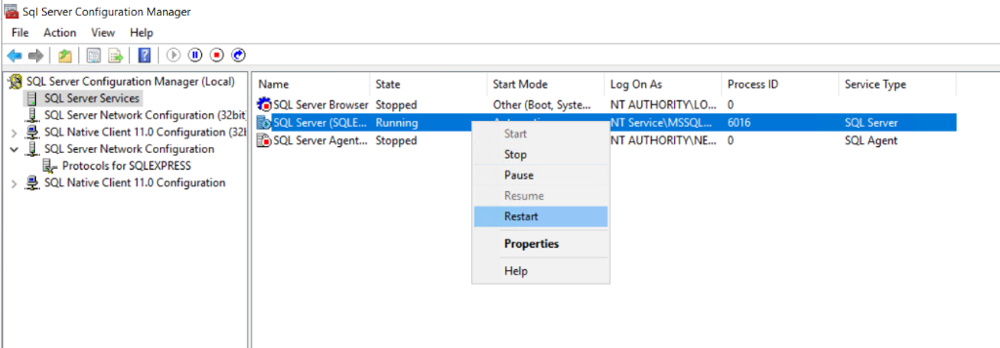 Sql Server Configuration Manager
File Action View Help
SQL Server Configuration Manager (Local)
SQL Server Services
SQL Server Network Configuration (32bit
SQL Native Client 11.0 Configuration (32b
SQL Server Network Configuration
Protocols for SQLEXPRESS
SQL Native Client 11.0 Configuration
Name State Start Mode Log On As Process ID Service Type
SQL Server Browser Stopped Other (Boot, Syste... NT AUTHORITY\LO... 0
SQL Server (SQLE... Running NT Service\MSSQL... 6016 SQL Server
SQL Server Agent... Stopped NT AUTHORITY\NE... 0 SQL Agent
Start
Stop
Pause
Resume
Restart
Properties
Help